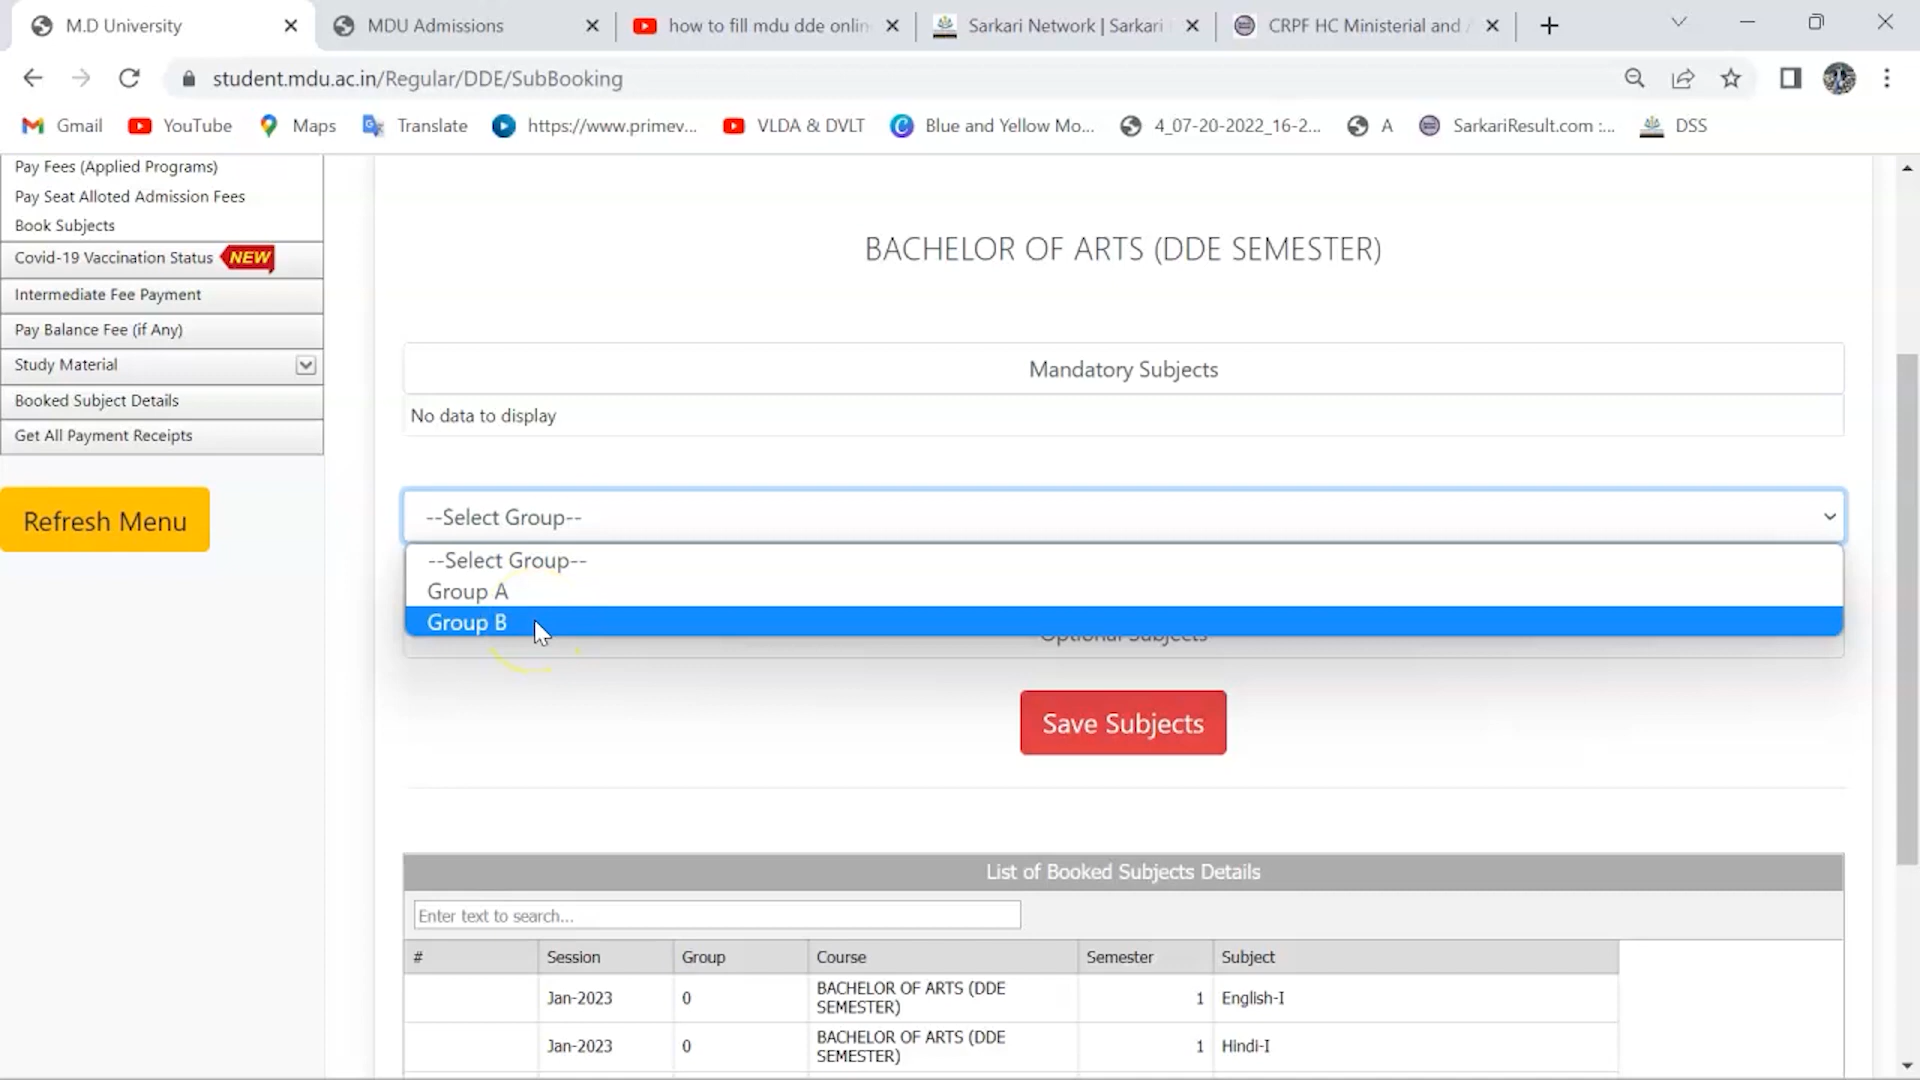 M.D University
MDU Admissions
how to fill mdu dde onlin
Sarkari Network | Sarkari
CRPF HC Ministerial and
student.mdu.ac.in/Regular/DDE/SubBooking
Gmail
YouTube
Maps
Translate
https://www.primev...
VLDA & DVLT
Blue and Yellow Mo...
4_07-20-2022_16-2...
A
SarkariResult.com :...
DSS
Pay Fees (Applied Programs)
Pay Seat Alloted Admission Fees
Book Subjects
Covid-19 Vaccination Status NEW
Intermediate Fee Payment
Pay Balance Fee (if Any)
Study Material
Booked Subject Details
Get All Payment Receipts
Refresh Menu
BACHELOR OF ARTS (DDE SEMESTER)
Mandatory Subjects
No data to display
--Select Group--
--Select Group--
Group A
Group B
Optional Subjects
Save Subjects
List of Booked Subjects Details
Enter text to search...
# Session Group Course Semester Subject
Jan-2023 0 BACHELOR OF ARTS (DDE SEMESTER) 1 English-I
Jan-2023 0 BACHELOR OF ARTS (DDE SEMESTER) 1 Hindi-I